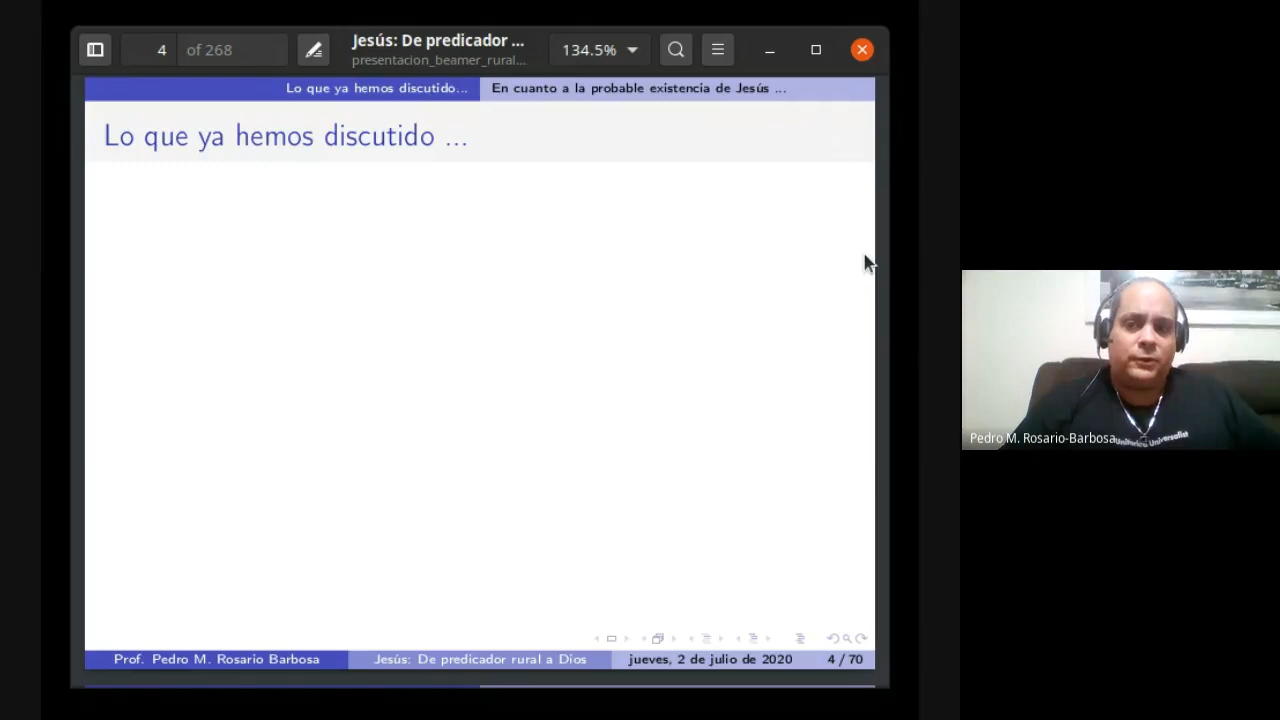 4 of 268
Jesús: De predicador ...
presentacion_beamer_rural...
134.5%
Lo que ya hemos discutido...
En cuanto a la probable existencia de Jesús ...
Lo que ya hemos discutido ...
Prof. Pedro M. Rosario Barbosa
Jesús: De predicador rural a Dios
jueves, 2 de julio de 2020
4 / 70
Pedro M. Rosario-Barbosa
Unitarian Universalist